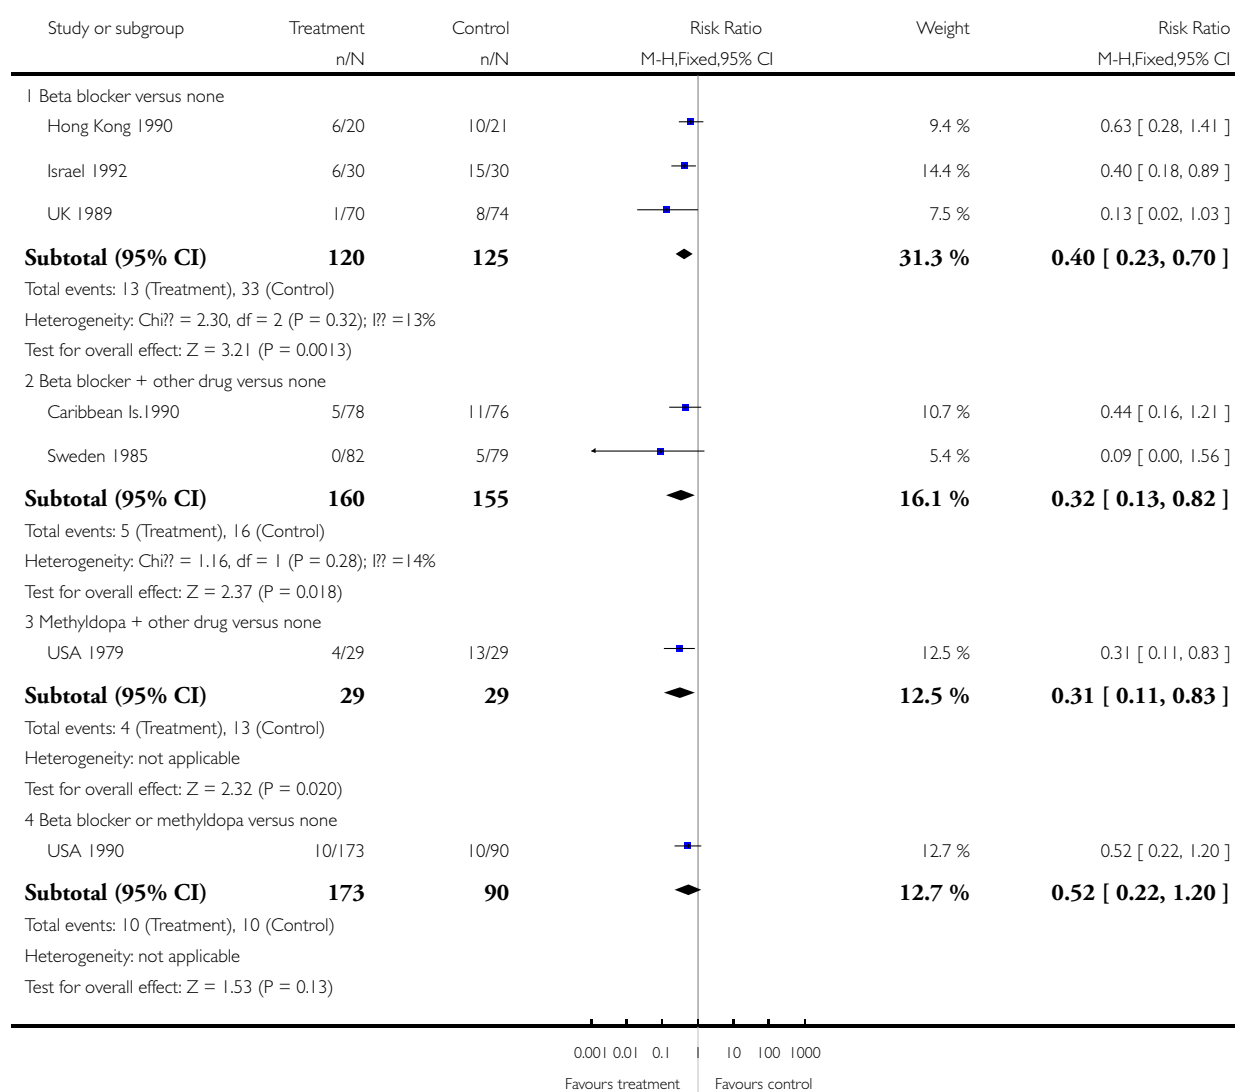 Study or subgroup Treatment Control Risk Ratio Weight Risk Ratio
n/N n/N M-H,Fixed,95% CI M-H,Fixed,95% CI
1 Beta blocker versus none
Hong Kong 1990 6/20 10/21 9.4 % 0.63 [ 0.28, 1.41 ]
Israel 1992 6/30 15/30 14.4 % 0.40 [ 0.18, 0.89 ]
UK 1989 1/70 8/74 7.5 % 0.13 [ 0.02, 1.03 ]
Subtotal (95% CI) 120 125 31.3 % 0.40 [ 0.23, 0.70 ]
Total events: 13 (Treatment), 33 (Control)
Heterogeneity: Chi?? = 2.30, df = 2 (P = 0.32); I?? =13%
Test for overall effect: Z = 3.21 (P = 0.0013)
2 Beta blocker + other drug versus none
Caribbean Is.1990 5/78 11/76 10.7 % 0.44 [ 0.16, 1.21 ]
Sweden 1985 0/82 5/79 5.4 % 0.09 [ 0.00, 1.56 ]
Subtotal (95% CI) 160 155 16.1 % 0.32 [ 0.13, 0.82 ]
Total events: 5 (Treatment), 16 (Control)
Heterogeneity: Chi?? = 1.16, df = 1 (P = 0.28); I?? =14%
Test for overall effect: Z = 2.37 (P = 0.018)
3 Methyldopa + other drug versus none
USA 1979 4/29 13/29 12.5 % 0.31 [ 0.11, 0.83 ]
Subtotal (95% CI) 29 29 12.5 % 0.31 [ 0.11, 0.83 ]
Total events: 4 (Treatment), 13 (Control)
Heterogeneity: not applicable
Test for overall effect: Z = 2.32 (P = 0.020)
4 Beta blocker or methyldopa versus none
USA 1990 10/173 10/90 12.7 % 0.52 [ 0.22, 1.20 ]
Subtotal (95% CI) 173 90 12.7 % 0.52 [ 0.22, 1.20 ]
Total events: 10 (Treatment), 10 (Control)
Heterogeneity: not applicable
Test for overall effect: Z = 1.53 (P = 0.13)
0.001 0.01 0.1 1 10 100 1000
Favours treatment Favours control